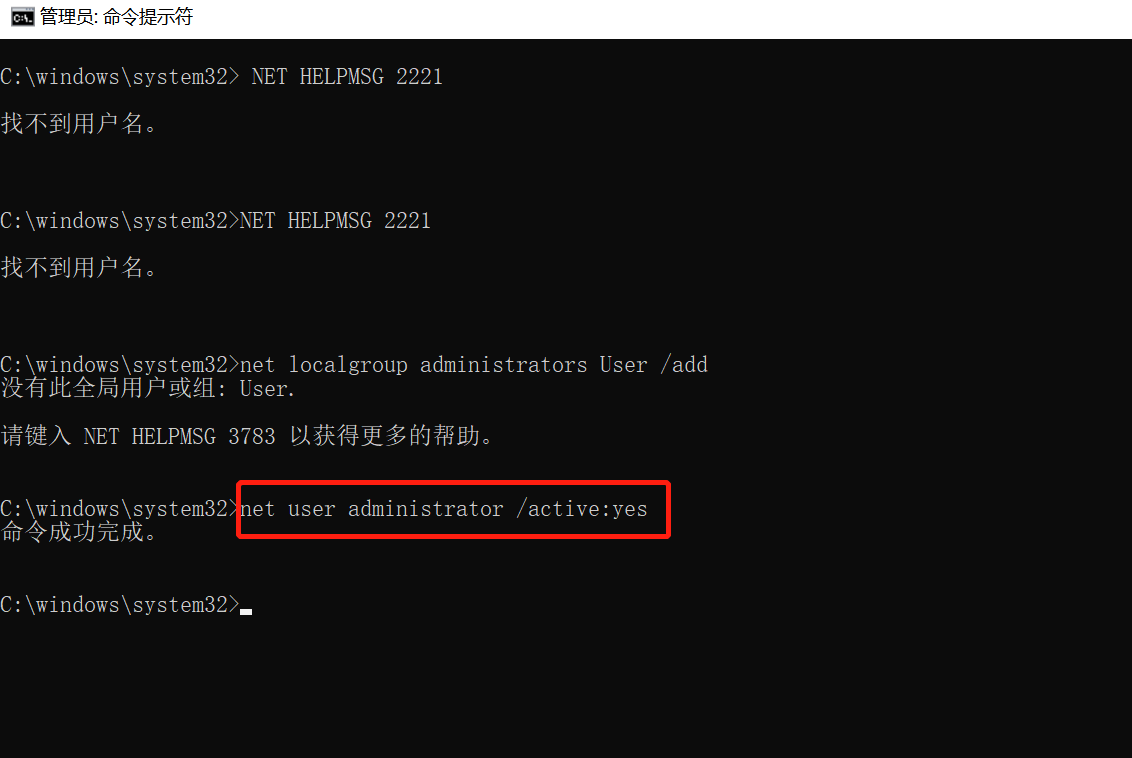 管理员: 命令提示符
C:\windows\system32> NET HELPMSG 2221
找不到用户名。
C:\windows\system32>NET HELPMSG 2221
找不到用户名。
C:\windows\system32>net localgroup administrators User /add
没有此全局用户或组: User.
请键入 NET HELPMSG 3783 以获得更多的帮助。
C:\windows\system32>net user administrator /active:yes
命令成功完成。
C:\windows\system32>